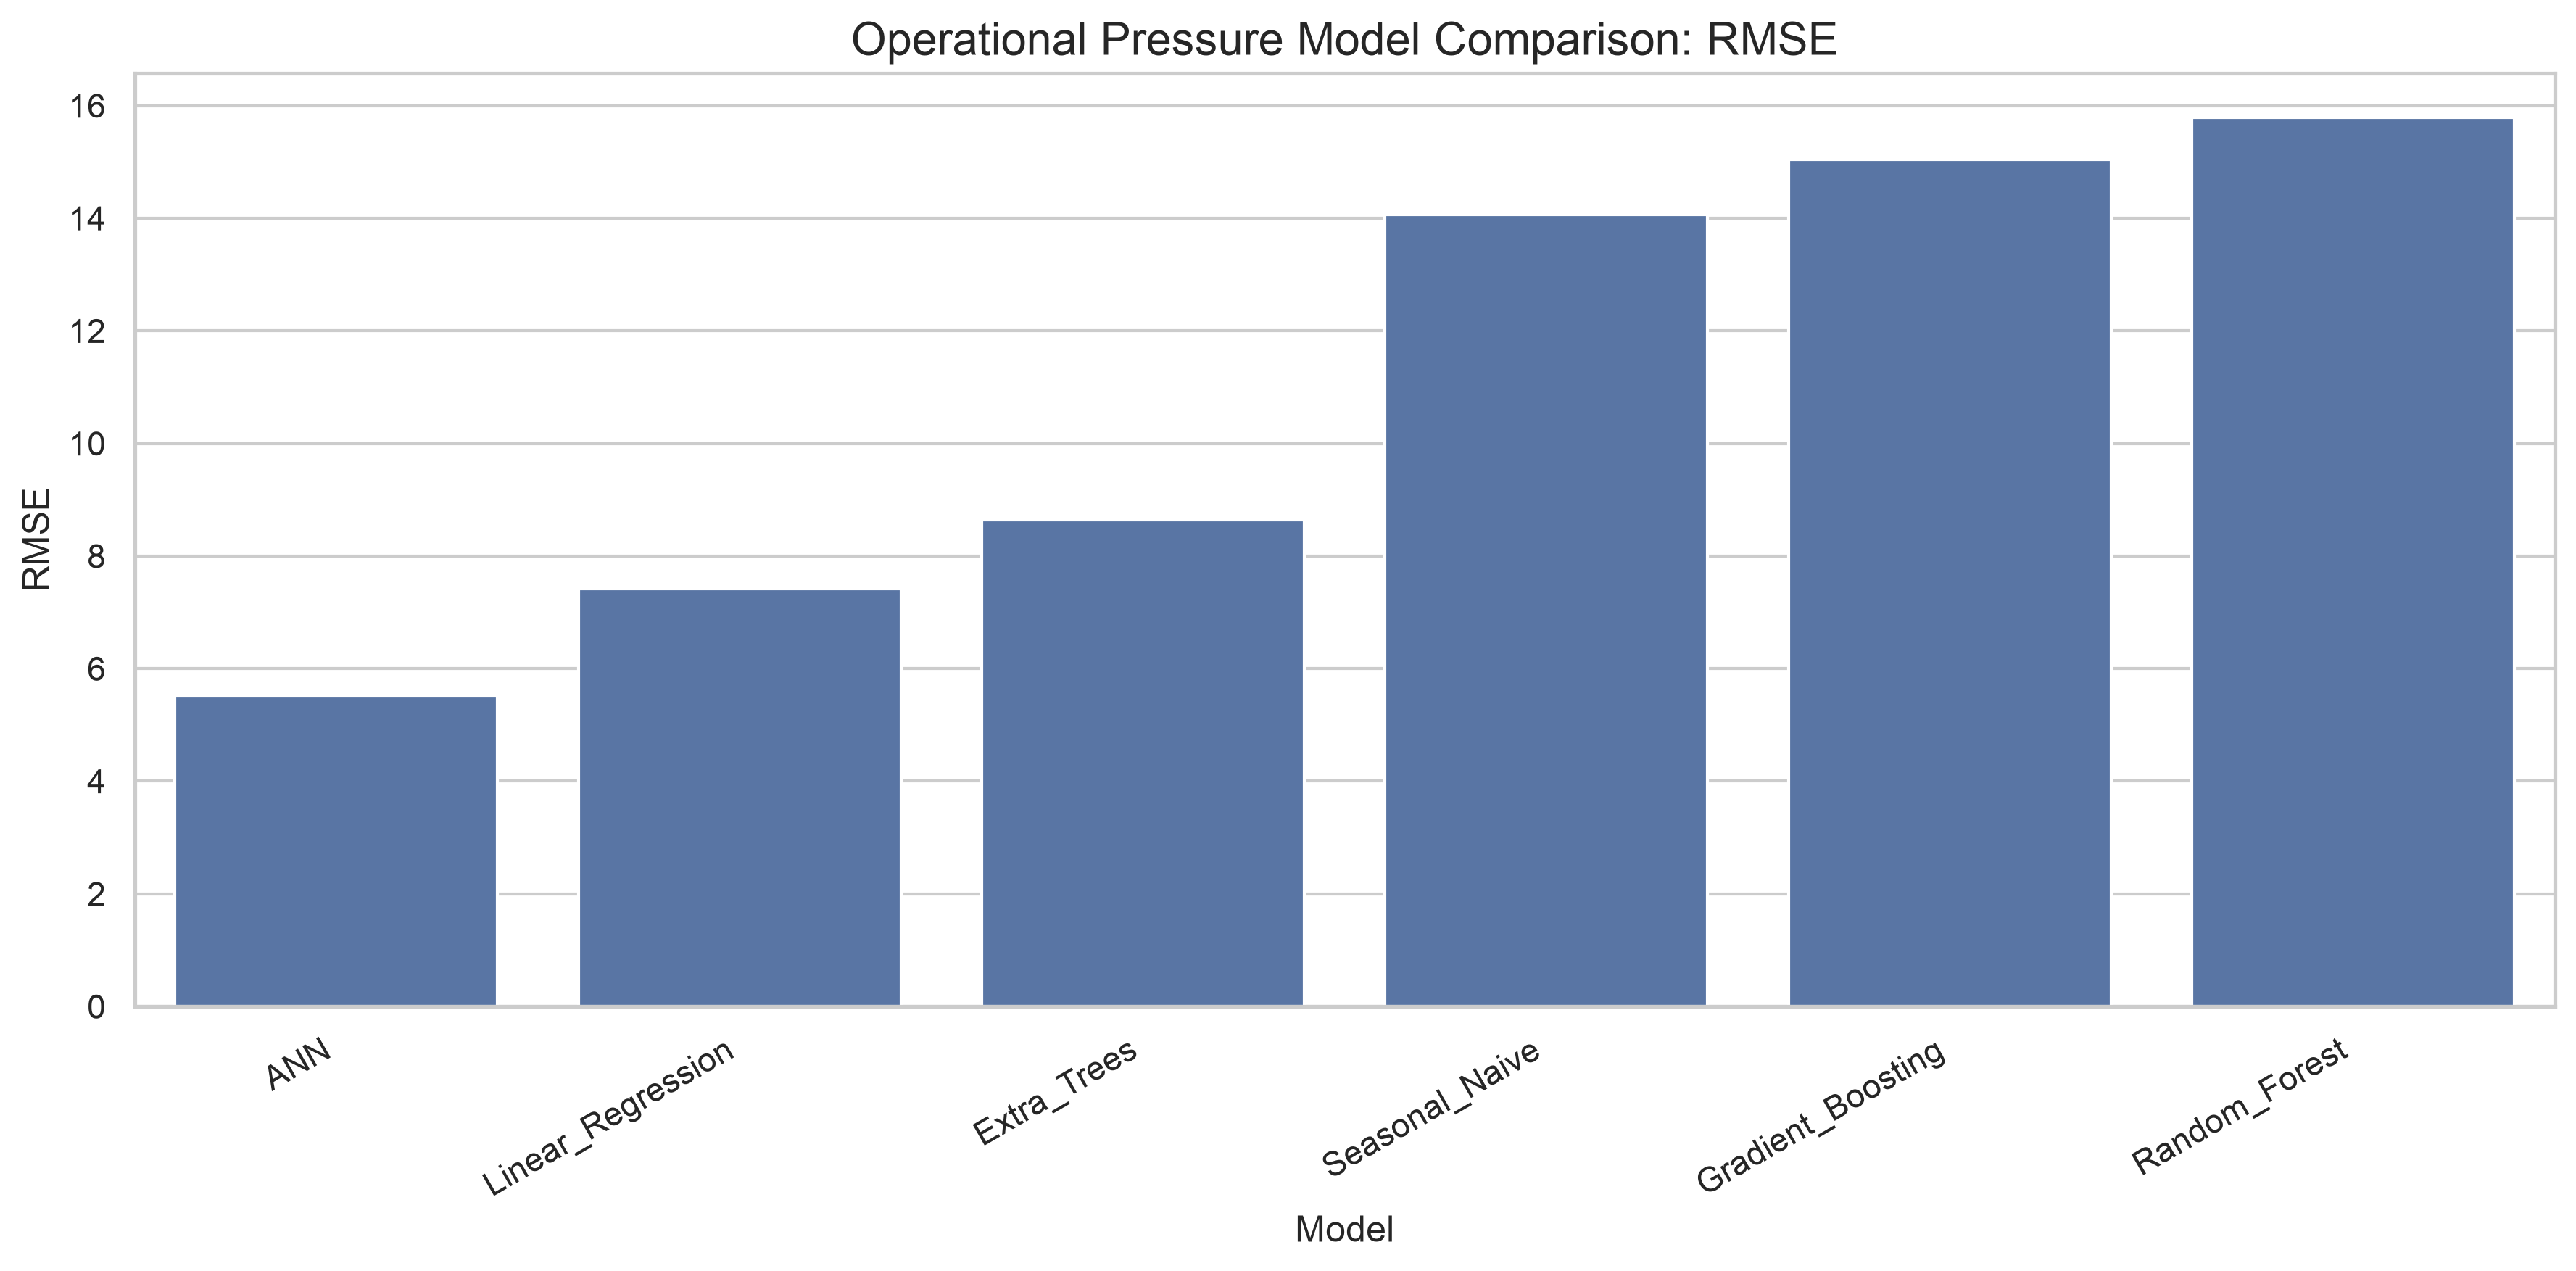 Operational Pressure Model Comparison: RMSE
16
14
12
10
8
6
4
2
0
RMSE
ANN
Linear_Regression
Extra_Trees
Seasonal_Naive
Gradient_Boosting
Random_Forest
Model